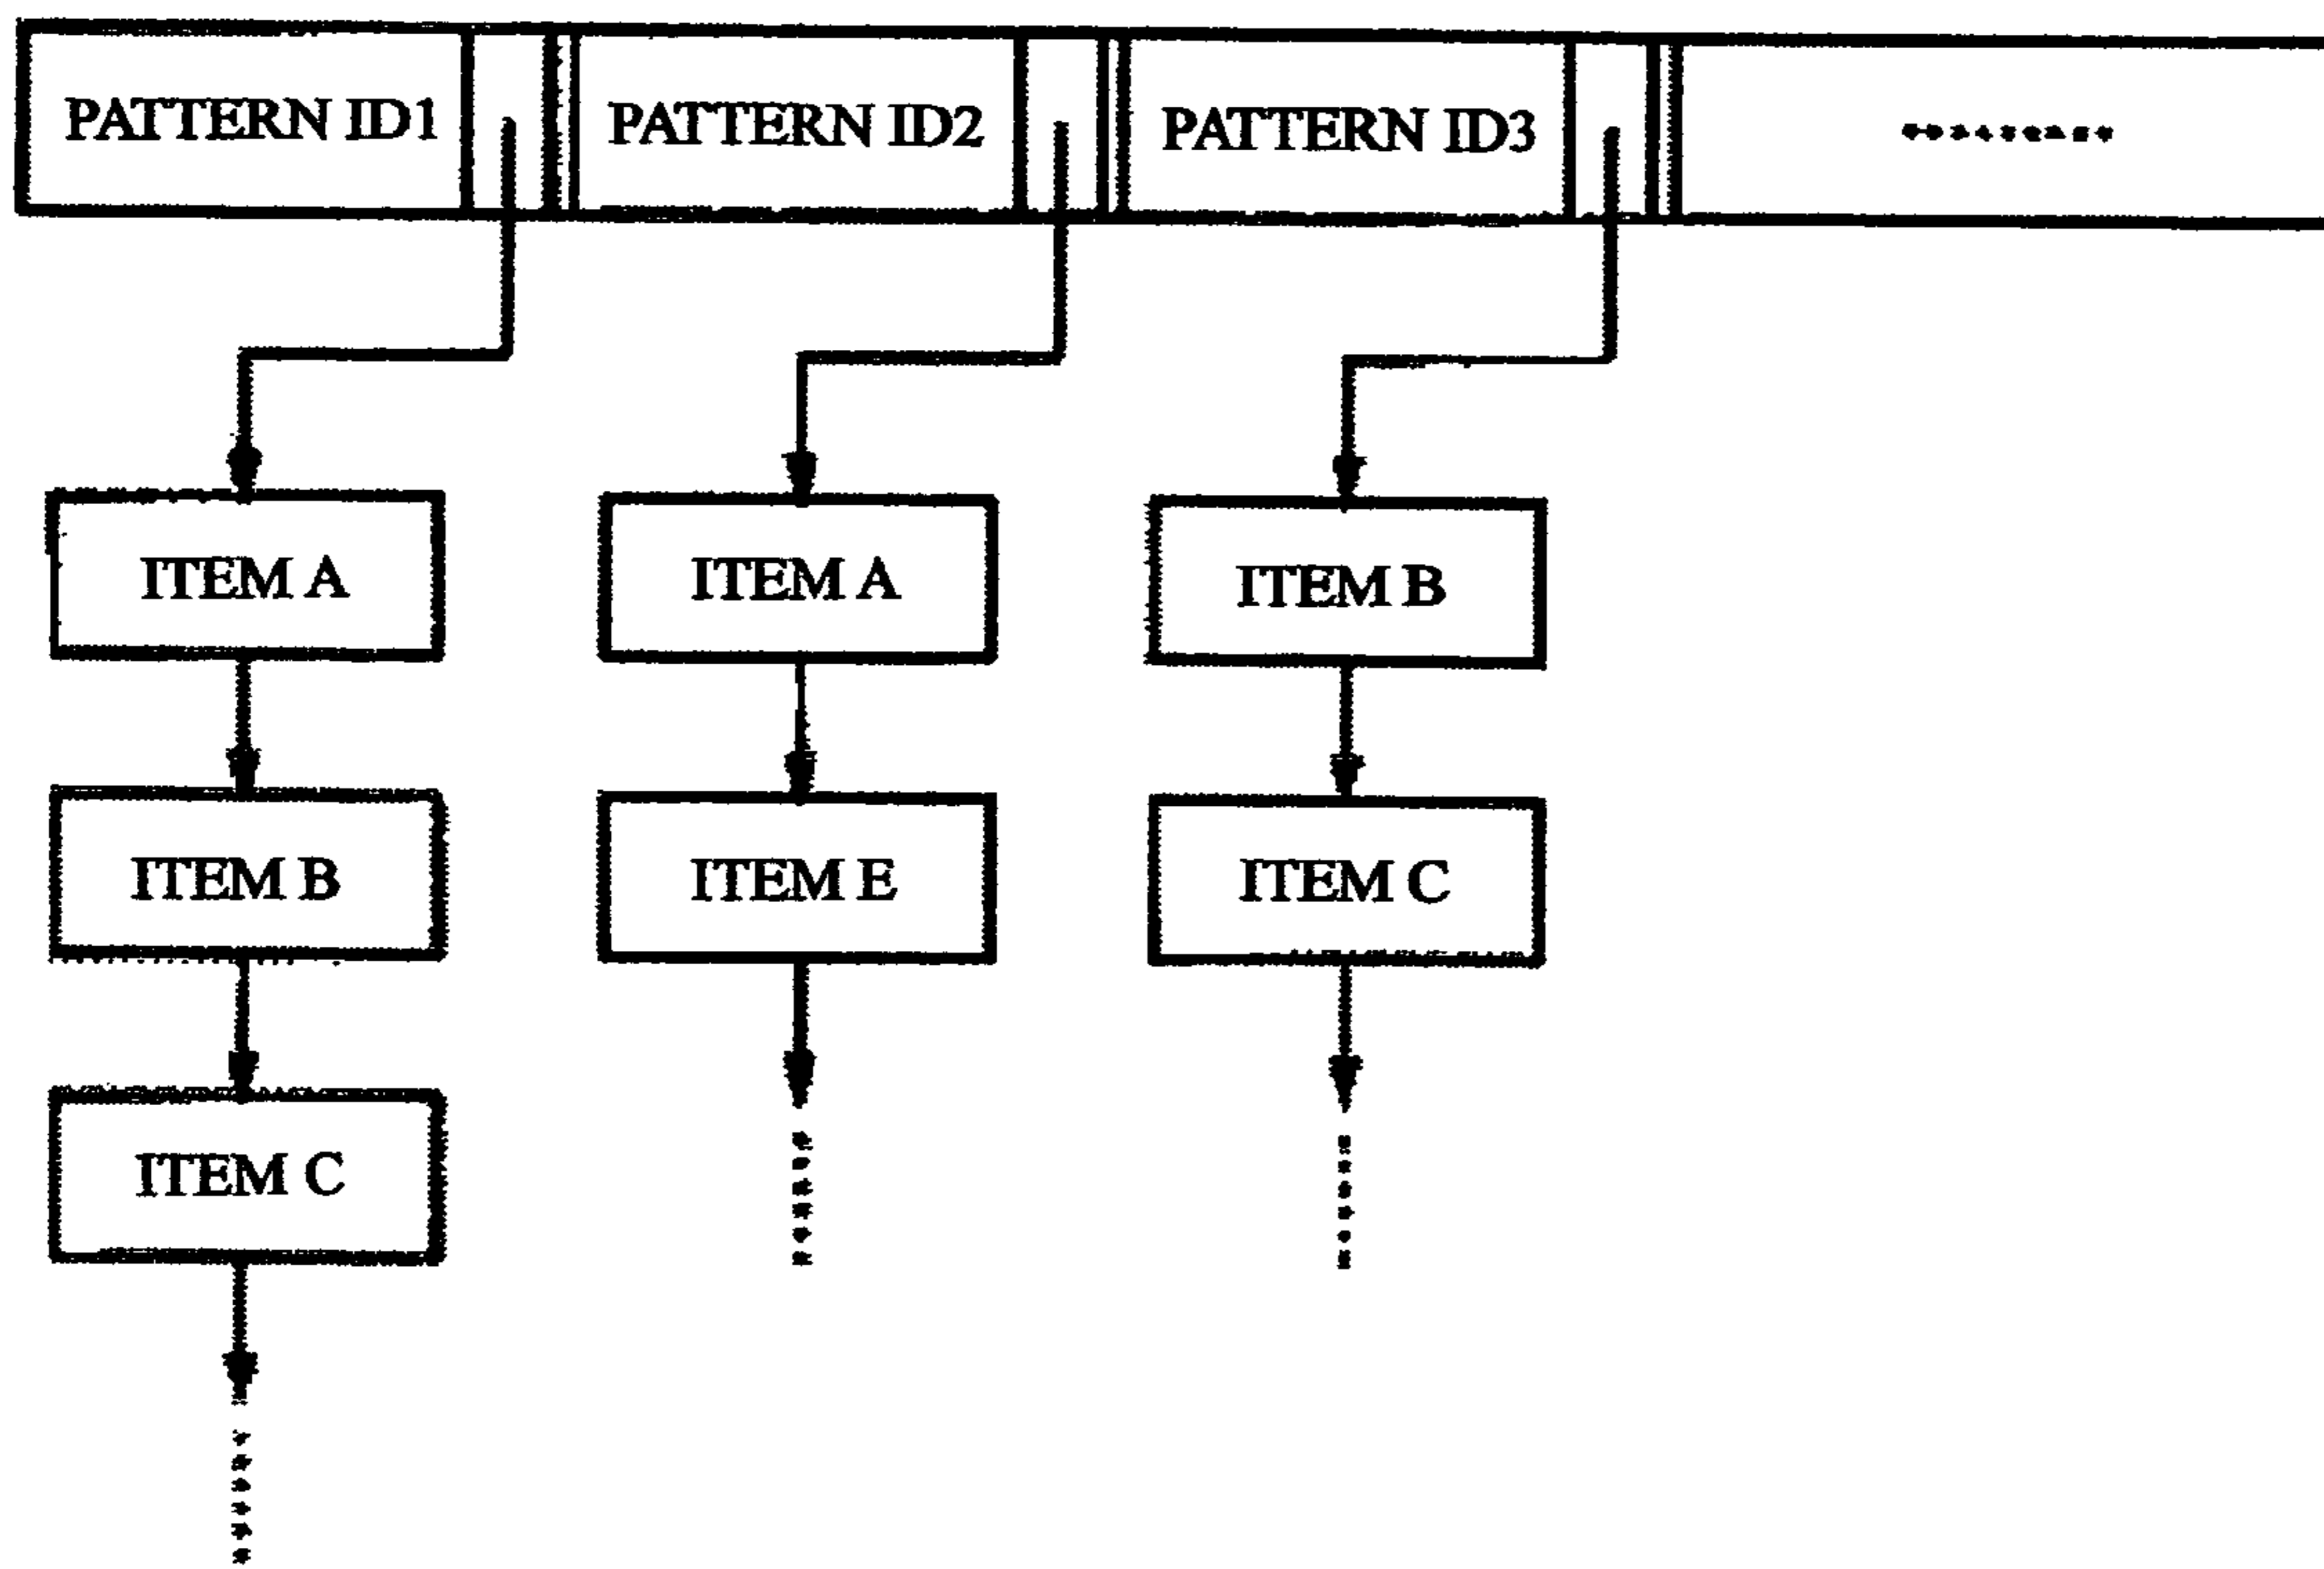 PATTERN ID1 PATTERN ID2 PATTERN ID3 .........
ITEM A ITEM A ITEM B
ITEM B ITEM E ITEM C
ITEM C